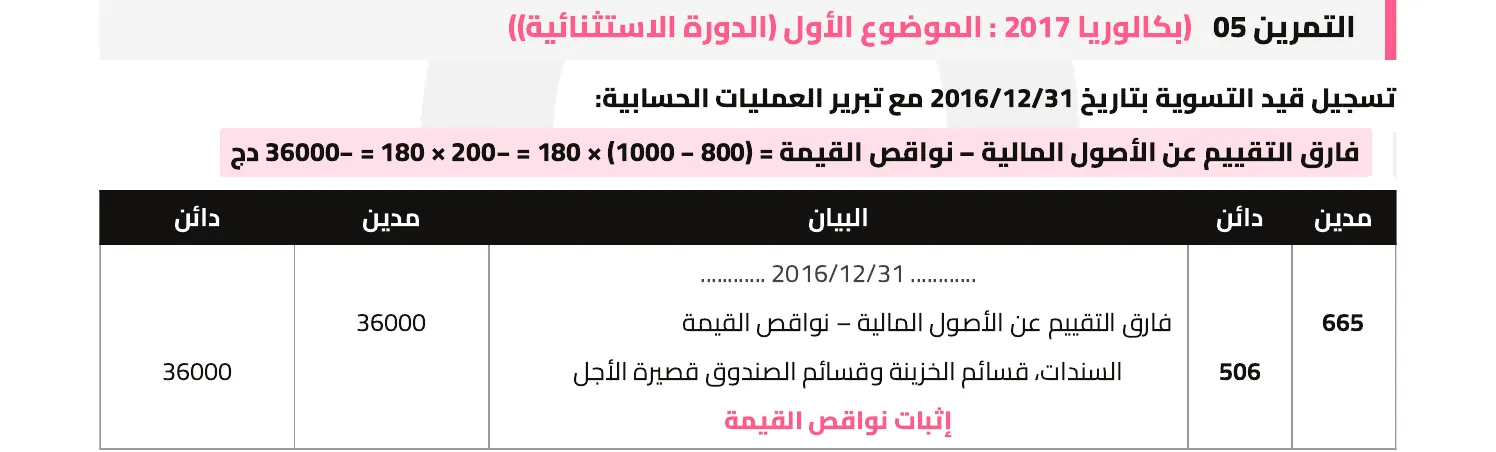 التمرين 05 (بكالوريا 2017 : الموضوع الأول (الدورة الاستثنائية))
تسجيل قيد التسوية بتاريخ 2016/12/31 مع تبرير العمليات الحسابية:
فارق التقييم عن الأصول المالية – نواقص القيمة = (800 – 1000) × 180 = –200 × 180 = –36000 دج
مدين دائن البيان مدين دائن
............ 2016/12/31 ............
665 فارق التقييم عن الأصول المالية – نواقص القيمة 36000
506 السندات، قسائم الخزينة وقسائم الصندوق قصيرة الأجل 36000
إثبات نواقص القيمة